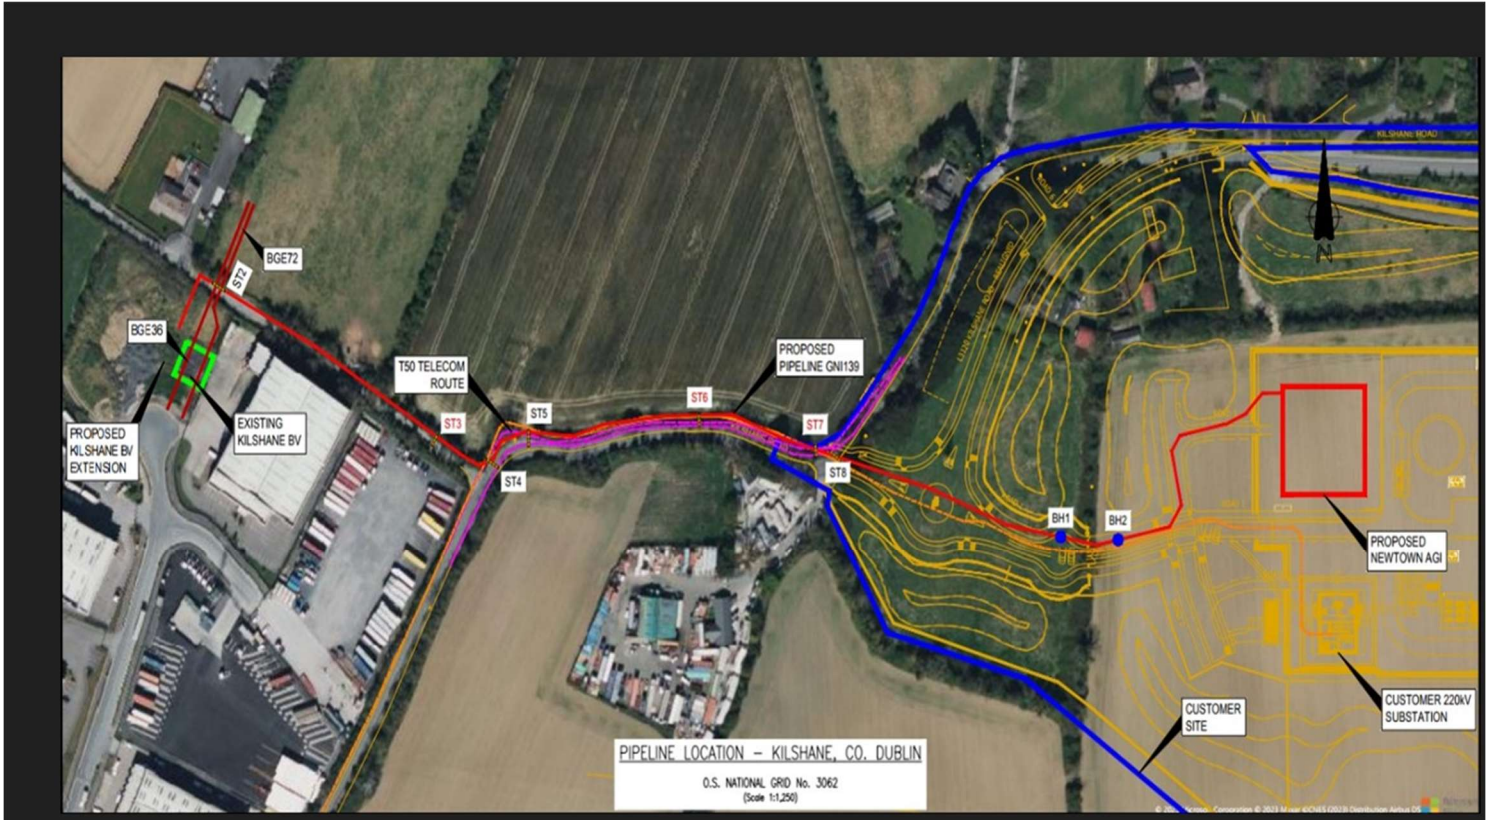 KILSHANE ROAD
BGE72
ST2
BGE36
PROPOSED
PIPELINE GNI139
T50 TELECOM
ROUTE
ST6
ST5
ST3
ST7
EXISTING
KILSHANE BV
PROPOSED
KILSHANE BV
EXTENSION
ST8
ST4
BH1
BH2
N
PROPOSED
NEWTOWN AGI
CUSTOMER 220kV
SUBSTATION
CUSTOMER
SITE
PIPELINE LOCATION – KILSHANE, CO. DUBLIN
O.S. NATIONAL GRID No. 3062
(Scale 1:1,250)